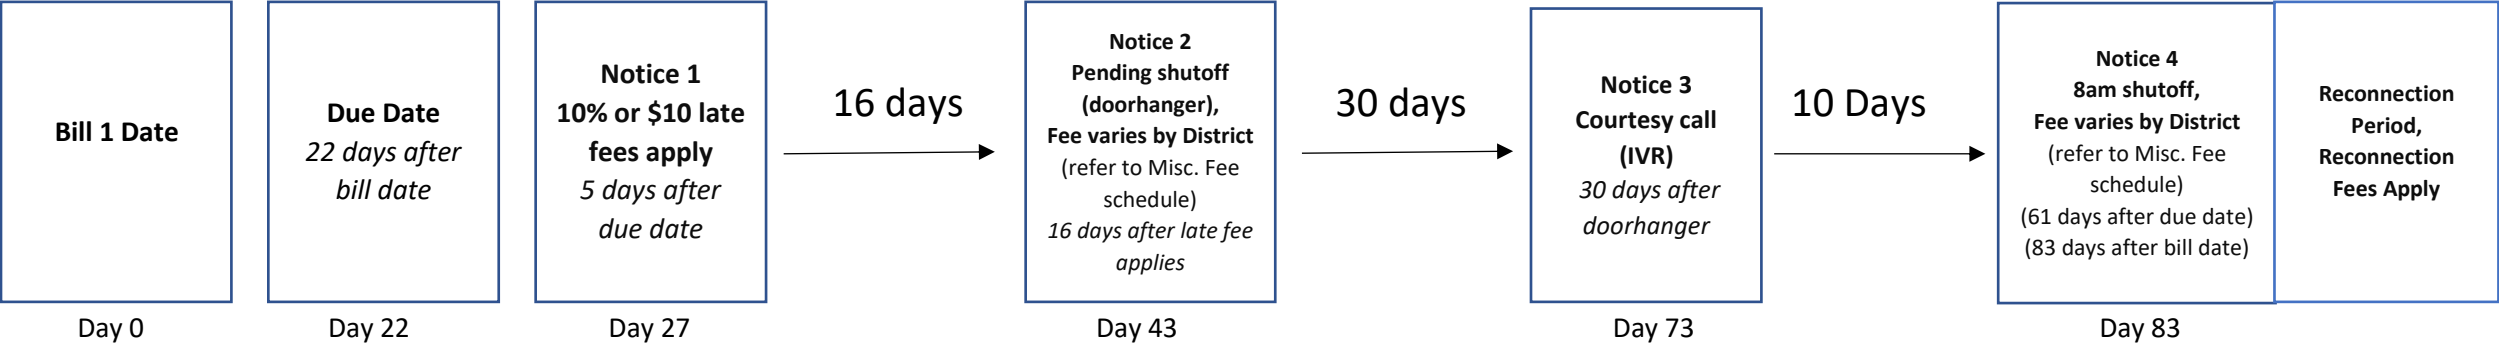 Bill 1 Date
Day 0
Due Date
22 days after
bill date
Day 22
Notice 1
10% or $10 late
fees apply
5 days after
due date
Day 27
16 days
Notice 2
Pending shutoff
(doorhanger),
Fee varies by District
(refer to Misc. Fee
schedule)
16 days after late fee
applies
Day 43
30 days
Notice 3
Courtesy call
(IVR)
30 days after
doorhanger
Day 73
10 Days
Notice 4
8am shutoff,
Fee varies by District
(refer to Misc. Fee
schedule)
(61 days after due date)
(83 days after bill date)
Day 83
Reconnection
Period,
Reconnection
Fees Apply